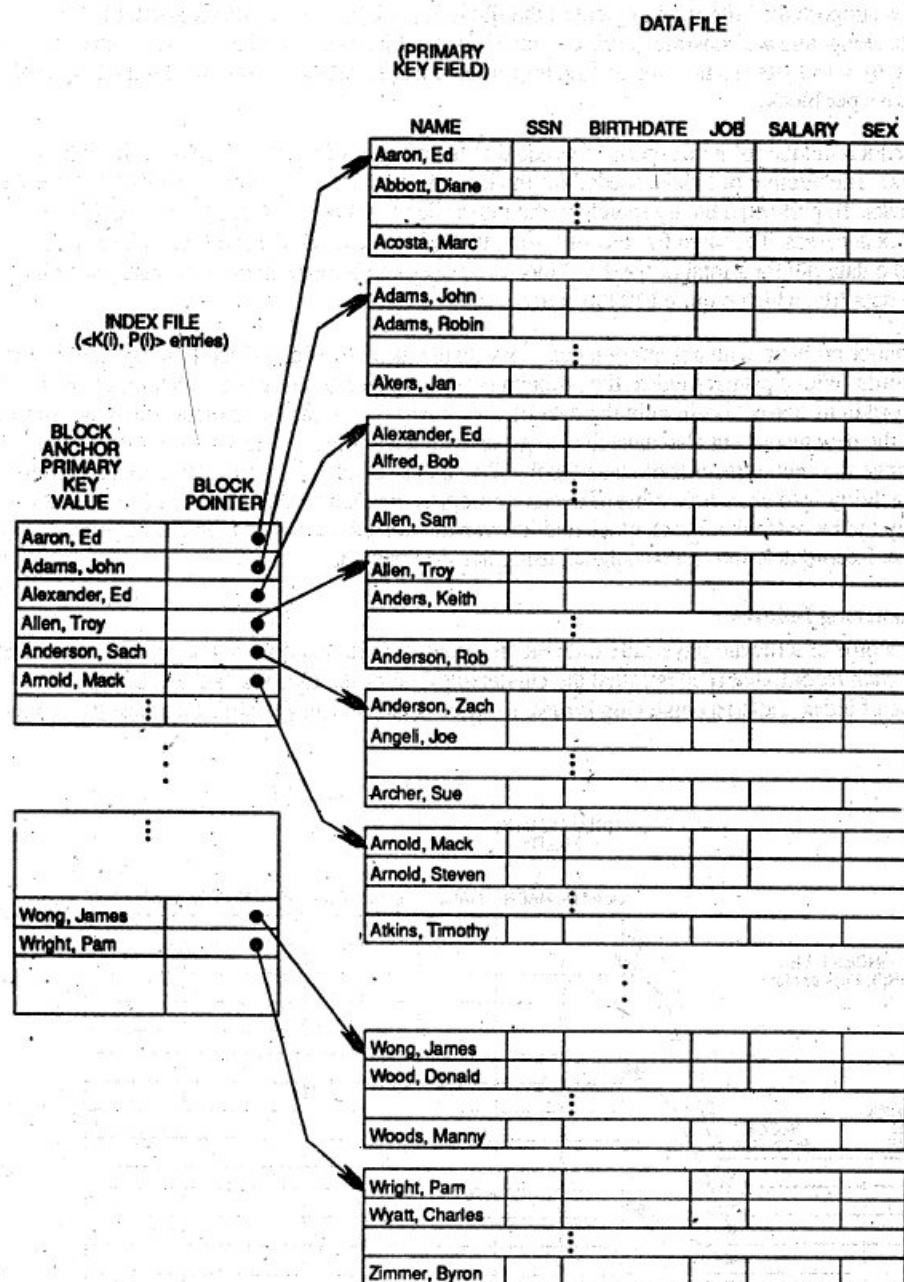 DATA FILE
(PRIMARY
KEY FIELD)
NAME SSN BIRTHDATE JOB SALARY SEX
Aaron, Ed
Abbott, Diane
Acosta, Marc
Adams, John
Adams, Robin
Akers, Jan
INDEX FILE
(<K(i), P(i)> entries)
Alexander, Ed
Alfred, Bob
Allen, Sam
BLOCK
ANCHOR
PRIMARY
KEY
VALUE
BLOCK
POINTER
Aaron, Ed
Adams, John
Alexander, Ed
Allen, Troy
Anderson, Sach
Arnold, Mack
Allen, Troy
Anders, Keith
Anderson, Rob
Anderson, Zach
Angeli, Joe
Archer, Sue
Arnold, Mack
Arnold, Steven
Atkins, Timothy
Wong, James
Wright, Pam
Wong, James
Wood, Donald
Woods, Manny
Wright, Pam
Wyatt, Charles
Zimmer, Byron